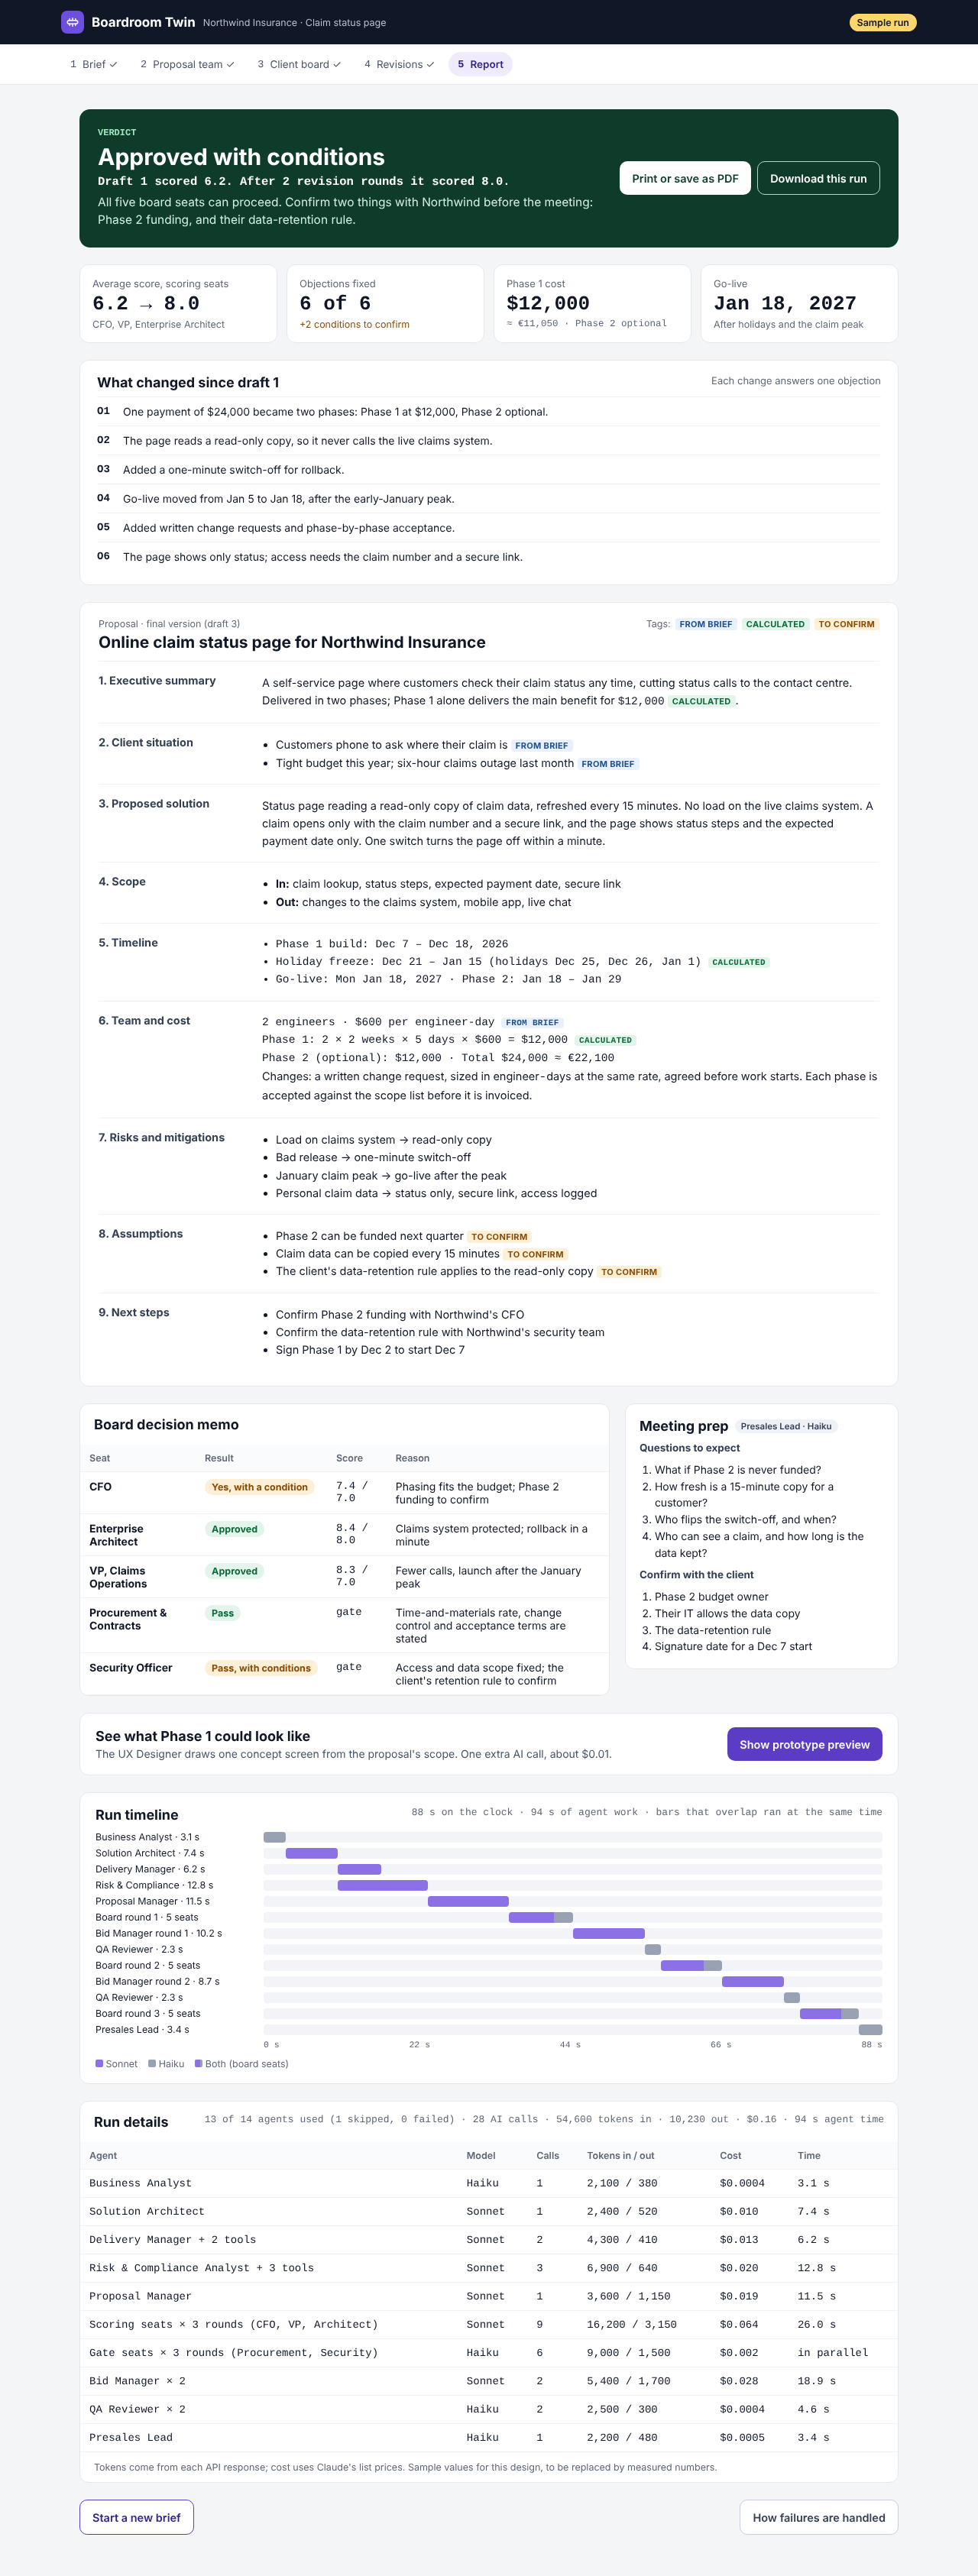 Boardroom Twin Northwind Insurance · Claim status page Sample run
1 Brief ✓ 2 Proposal team ✓ 3 Client board ✓ 4 Revisions ✓ 5 Report
VERDICT
Approved with conditions
Draft 1 scored 6.2. After 2 revision rounds it scored 8.0.
All five board seats can proceed. Confirm two things with Northwind before the meeting:
Phase 2 funding, and their data-retention rule.
Print or save as PDF Download this run
Average score, scoring seats
6.2 → 8.0
CFO, VP, Enterprise Architect
Objections fixed
6 of 6
+2 conditions to confirm
Phase 1 cost
$12,000
≈ €11,050 · Phase 2 optional
Go-live
Jan 18, 2027
After holidays and the claim peak
What changed since draft 1 Each change answers one objection
01 One payment of $24,000 became two phases: Phase 1 at $12,000, Phase 2 optional.
02 The page reads a read-only copy, so it never calls the live claims system.
03 Added a one-minute switch-off for rollback.
04 Go-live moved from Jan 5 to Jan 18, after the early-January peak.
05 Added written change requests and phase-by-phase acceptance.
06 The page shows only status; access needs the claim number and a secure link.
Proposal · final version (draft 3) Tags: FROM BRIEF CALCULATED TO CONFIRM
Online claim status page for Northwind Insurance
1. Executive summary
A self-service page where customers check their claim status any time, cutting status calls to the contact centre.
Delivered in two phases; Phase 1 alone delivers the main benefit for $12,000 CALCULATED.
2. Client situation
• Customers phone to ask where their claim is FROM BRIEF
• Tight budget this year; six-hour claims outage last month FROM BRIEF
3. Proposed solution
Status page reading a read-only copy of claim data, refreshed every 15 minutes. No load on the live claims system. A
claim opens only with the claim number and a secure link, and the page shows status steps and the expected
payment date only. One switch turns the page off within a minute.
4. Scope
• In: claim lookup, status steps, expected payment date, secure link
• Out: changes to the claims system, mobile app, live chat
5. Timeline
• Phase 1 build: Dec 7 – Dec 18, 2026
• Holiday freeze: Dec 21 – Jan 15 (holidays Dec 25, Dec 26, Jan 1) CALCULATED
• Go-live: Mon Jan 18, 2027 · Phase 2: Jan 18 – Jan 29
6. Team and cost
2 engineers · $600 per engineer-day FROM BRIEF
Phase 1: 2 × 2 weeks × 5 days × $600 = $12,000 CALCULATED
Phase 2 (optional): $12,000 · Total $24,000 ≈ €22,100
Changes: a written change request, sized in engineer-days at the same rate, agreed before work starts. Each phase is
accepted against the scope list before it is invoiced.
7. Risks and mitigations
• Load on claims system → read-only copy
• Bad release → one-minute switch-off
• January claim peak → go-live after the peak
• Personal claim data → status only, secure link, access logged
8. Assumptions
• Phase 2 can be funded next quarter TO CONFIRM
• Claim data can be copied every 15 minutes TO CONFIRM
• The client's data-retention rule applies to the read-only copy TO CONFIRM
9. Next steps
• Confirm Phase 2 funding with Northwind's CFO
• Confirm the data-retention rule with Northwind's security team
• Sign Phase 1 by Dec 2 to start Dec 7
Board decision memo
Seat Result Score Reason
CFO Yes, with a condition 7.4 / 7.0 Phasing fits the budget; Phase 2 funding to confirm
Enterprise Architect Approved 8.4 / 8.0 Claims system protected; rollback in a minute
VP, Claims Operations Approved 8.3 / 7.0 Fewer calls, launch after the January peak
Procurement & Contracts Pass gate Time-and-materials rate, change control and acceptance terms are stated
Security Officer Pass, with conditions gate Access and data scope fixed; the client's retention rule to confirm
Meeting prep Presales Lead · Haiku
Questions to expect
1. What if Phase 2 is never funded?
2. How fresh is a 15-minute copy for a
customer?
3. Who flips the switch-off, and when?
4. Who can see a claim, and how long is the
data kept?
Confirm with the client
1. Phase 2 budget owner
2. Their IT allows the data copy
3. The data-retention rule
4. Signature date for a Dec 7 start
See what Phase 1 could look like
The UX Designer draws one concept screen from the proposal's scope. One extra AI call, about $0.01.
Show prototype preview
Run timeline 88 s on the clock · 94 s of agent work · bars that overlap ran at the same time
Business Analyst · 3.1 s
Solution Architect · 7.4 s
Delivery Manager · 6.2 s
Risk & Compliance · 12.8 s
Proposal Manager · 11.5 s
Board round 1 · 5 seats
Bid Manager round 1 · 10.2 s
QA Reviewer · 2.3 s
Board round 2 · 5 seats
Bid Manager round 2 · 8.7 s
QA Reviewer · 2.3 s
Board round 3 · 5 seats
Presales Lead · 3.4 s
0 s 22 s 44 s 66 s 88 s
Sonnet Haiku Both (board seats)
Run details 13 of 14 agents used (1 skipped, 0 failed) · 28 AI calls · 54,600 tokens in · 10,230 out · $0.16 · 94 s agent time
Agent Model Calls Tokens in / out Cost Time
Business Analyst Haiku 1 2,100 / 380 $0.0004 3.1 s
Solution Architect Sonnet 1 2,400 / 520 $0.010 7.4 s
Delivery Manager + 2 tools Sonnet 2 4,300 / 410 $0.013 6.2 s
Risk & Compliance Analyst + 3 tools Sonnet 3 6,900 / 640 $0.020 12.8 s
Proposal Manager Sonnet 1 3,600 / 1,150 $0.019 11.5 s
Scoring seats × 3 rounds (CFO, VP, Architect) Sonnet 9 16,200 / 3,150 $0.064 26.0 s
Gate seats × 3 rounds (Procurement, Security) Haiku 6 9,000 / 1,500 $0.002 in parallel
Bid Manager × 2 Sonnet 2 5,400 / 1,700 $0.028 18.9 s
QA Reviewer × 2 Haiku 2 2,500 / 300 $0.0004 4.6 s
Presales Lead Haiku 1 2,200 / 480 $0.0005 3.4 s
Tokens come from each API response; cost uses Claude's list prices. Sample values for this design, to be replaced by measured numbers.
Start a new brief How failures are handled